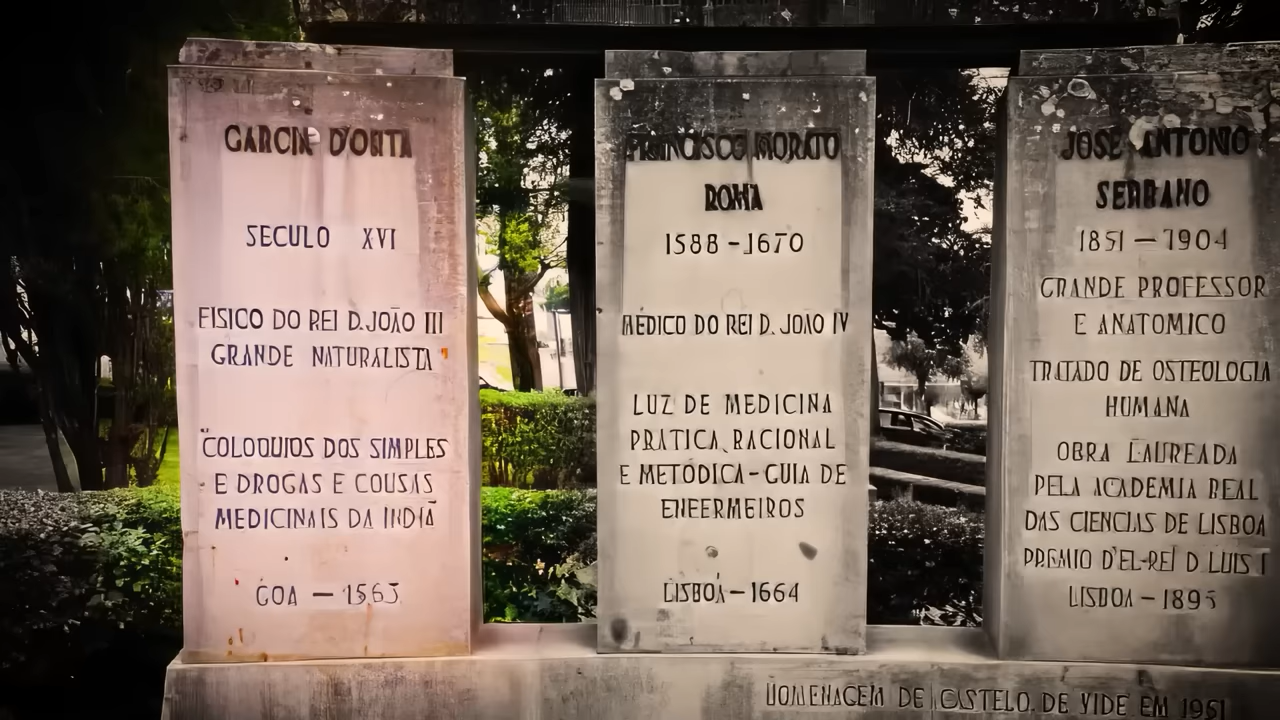 GARCIA D'ORTA
SECULO XVI
FISICO DO REI D. JOÃO III
GRANDE NATURALISTA
COLOQUIOS DOS SIMPLES
E DROGAS E COUSAS
MEDICINAIS DA INDIA
GOA — 1563
FRANCISCO MORATO
ROMA
1588 - 1670
MÉDICO DO REI D. JOÃO IV
LUZ DE MEDICINA
PRATICA, RACIONAL
E METÓDICA - GUIA DE
ENFERMEIROS
LISBOA - 1664
JOSE ANTONIO
SERRANO
1851 — 1904
GRANDE PROFESSOR
E ANATOMICO
TRATADO DE OSTEOLOGIA
HUMANA
OBRA LAUREADA
PELA ACADEMIA REAL
DAS CIENCIAS DE LISBOA
PREMIO D'EL-REI D LUIS I
LISBOA - 1895
HOMENAGEM DE CASTELO DE VIDE EM 1951